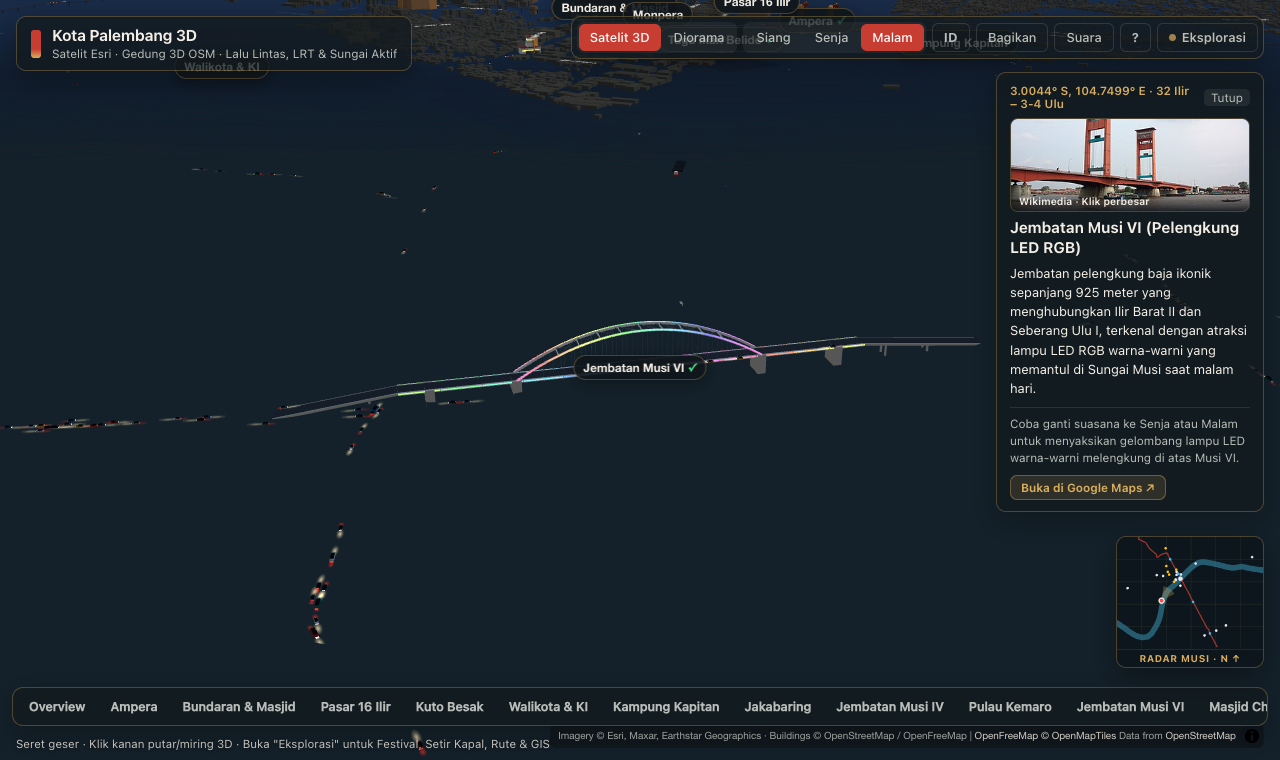 Bundaran &
Monpera
Pasar 16 Ilir
Ampera ✓
Kota Palembang 3D
Satelit Esri · Gedung 3D OSM · Lalu Lintas, LRT & Sungai Aktif
Walikota & KI
Satelit 3D
Diorama
Siang
Senja
Malam
ID
Bagikan
Suara
?
Eksplorasi
3.0044° S, 104.7499° E · 32 Ilir
– 3-4 Ulu
Tutup
Wikimedia · Klik perbesar
Jembatan Musi VI (Pelengkung
LED RGB)
Jembatan pelengkung baja ikonik
sepanjang 925 meter yang
menghubungkan Ilir Barat II dan
Seberang Ulu I, terkenal dengan atraksi
lampu LED RGB warna-warni yang
memantul di Sungai Musi saat malam
hari.
Coba ganti suasana ke Senja atau Malam
untuk menyaksikan gelombang lampu LED
warna-warni melengkung di atas Musi VI.
Buka di Google Maps ↗
Jembatan Musi VI ✓
RADAR MUSI · N ↑
Overview
Ampera
Bundaran & Masjid
Pasar 16 Ilir
Kuto Besak
Walikota & KI
Kampung Kapitan
Jakabaring
Jembatan Musi IV
Pulau Kemaro
Jembatan Musi VI
Masjid Ch
Seret geser · Klik kanan putar/miring 3D · Buka "Eksplorasi" untuk Festival, Setir Kapal, Rute & GIS
Imagery © Esri, Maxar, Earthstar Geographics · Buildings © OpenStreetMap / OpenFreeMap | OpenFreeMap © OpenMapTiles Data from OpenStreetMap